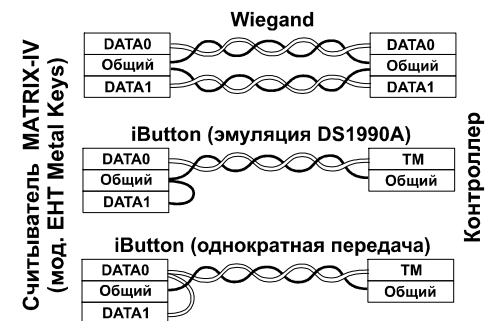 Считыватель MATRIX-IV
(мод. EHT Metal Keys)
Wiegand
DATA0 DATA0
Общий Общий
DATA1 DATA1
iButton (эмуляция DS1990A)
DATA0 TM
Общий Общий
DATA1
iButton (однократная передача)
DATA0 TM
Общий Общий
DATA1
Контроллер